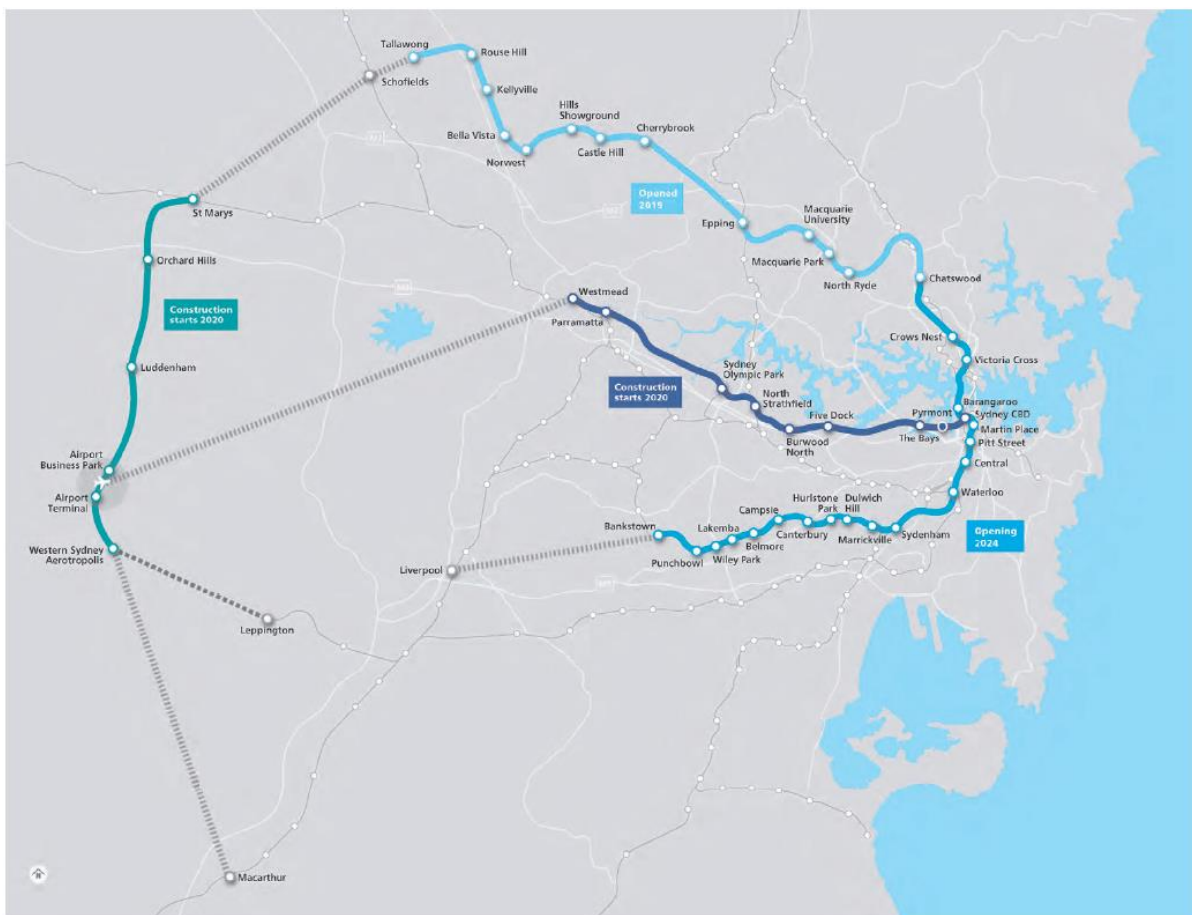 Tallawong
Rouse Hill
Schofields
Kellyville
Hills
Showground
Cherrybrook
Bella Vista
Castle Hill
Norwest
Opened
2019
St Marys
Macquarie
University
Epping
Orchard Hills
Macquarie Park
North Ryde
Chatswood
Westmead
Construction
starts 2020
Parramatta
Crows Nest
Victoria Cross
Luddenham
Sydney
Olympic Park
Construction
starts 2020
North
Strathfield
Five Dock
Pyrmont
Barangaroo
Sydney CBD
Martin Place
The Bays
Pitt Street
Burwood
North
Airport
Business Park
Central
Airport
Terminal
Waterloo
Hurlstone
Park
Dulwich
Hill
Campsie
Bankstown
Lakemba
Canterbury
Sydenham
Marrickville
Opening
2024
Belmore
Wiley Park
Punchbowl
Western Sydney
Aerotropolis
Liverpool
Leppington
Macarthur